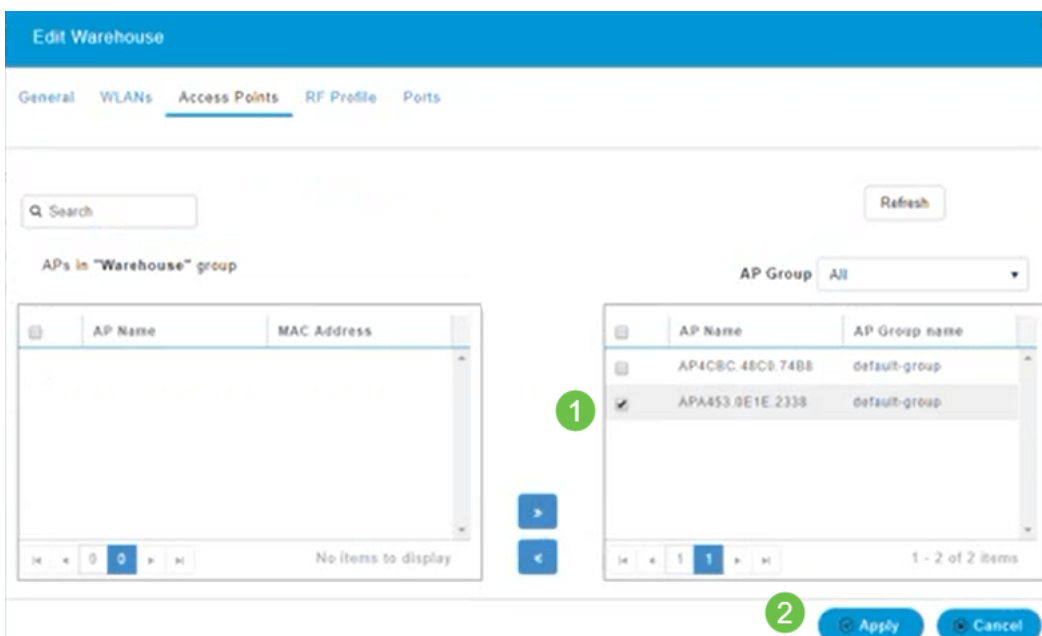 Edit Warehouse
General WLANs Access Points RF Profile Ports
Search
Refresh
APs in "Warehouse" group
AP Group All
AP Name MAC Address
AP Name AP Group name
AP4CBC.48C0.74B8 default-group
1 APA453.0E1E.2338 default-group
0 0 No items to display
1 1 1 - 2 of 2 items
2 Apply Cancel